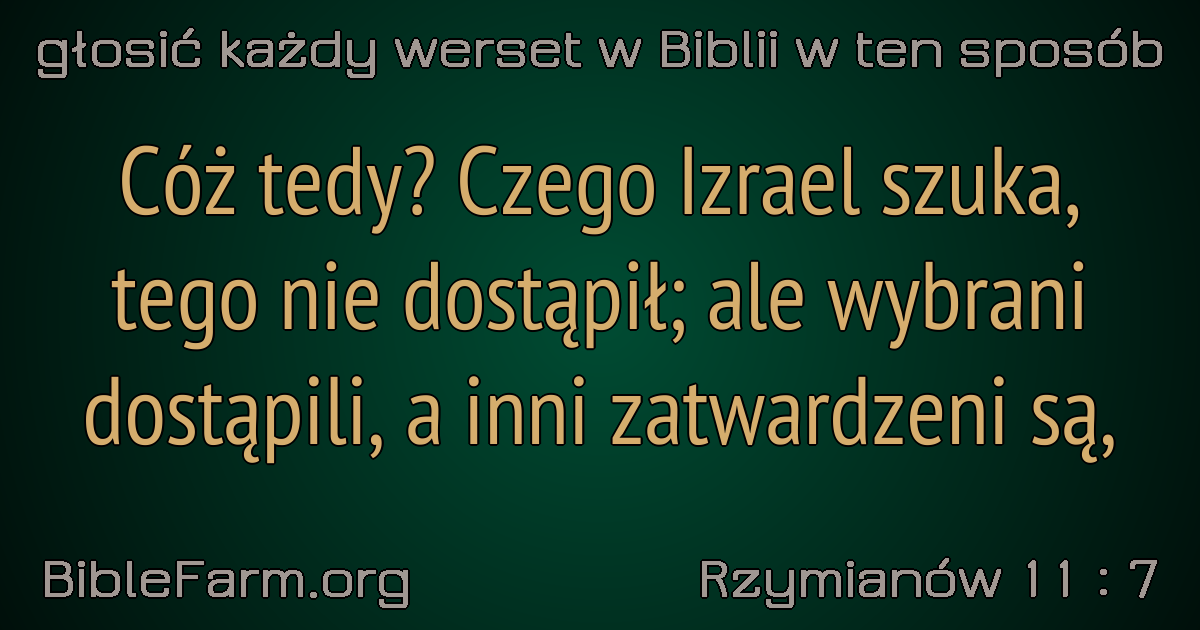 głosić każdy werset w Biblii w ten sposób
Cóż tedy? Czego Izrael szuka,
tego nie dostąpił; ale wybrani
dostąpili, a inni zatwardzeni są,
BibleFarm.org
Rzymianów 11 : 7